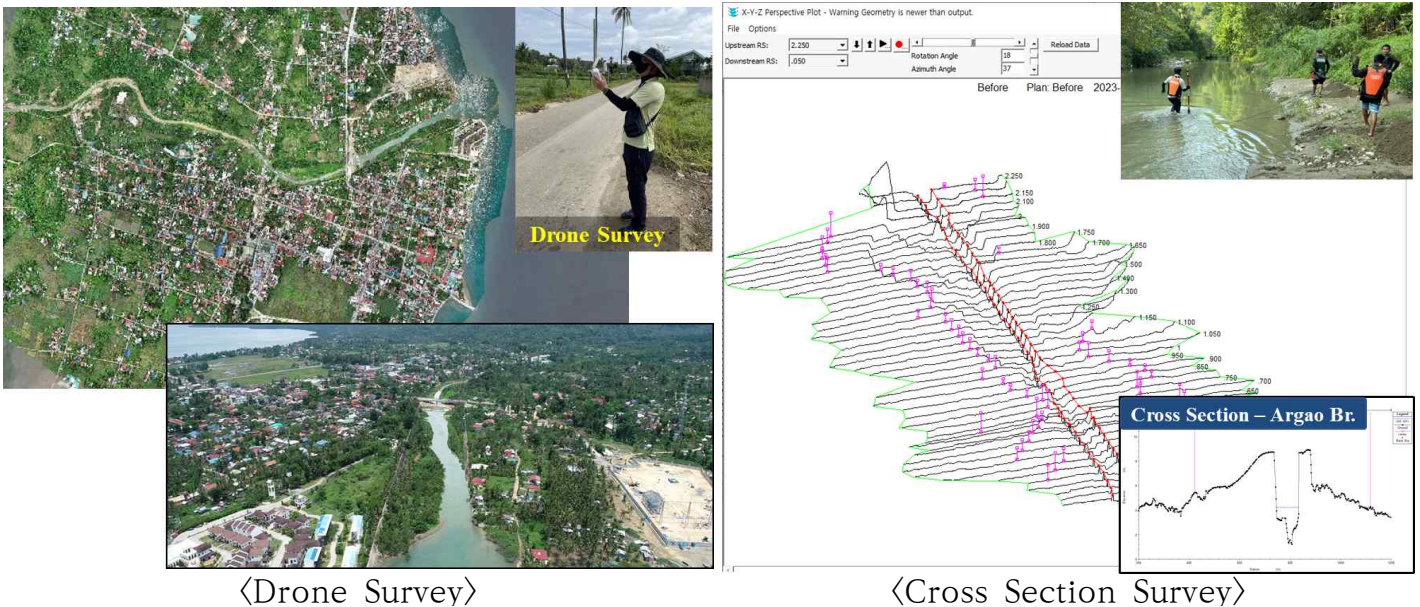 Drone Survey
〈Drone Survey〉
X-Y-Z Perspective Plot - Warning Geometry is newer than output.
File Options
Upstream RS: 2.250
Downstream RS: .050
Rotation Angle 18
Azimuth Angle 37
Reload Data
Before Plan: Before 2023-
2.250
2.150
2.100
1.900
1.800
1.750
1.700
1.650
1.500
1.400
1.300
1.250
1.150
1.100
1.050
1
950
900
850
750
700
650
Cross Section – Argao Br.
〈Cross Section Survey〉